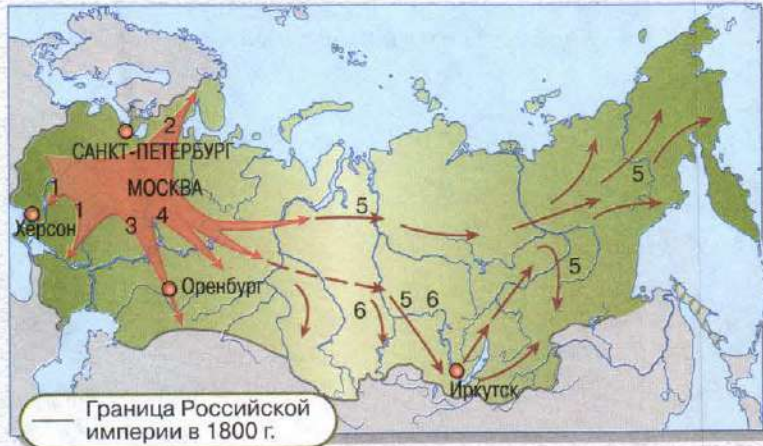 2
САНКТ-ПЕТЕРБУРГ
МОСКВА
1
1
Херсон
3
4
5
5
5
Оренбург
6
5 6
Иркутск
Граница Российской
империи в 1800 г.